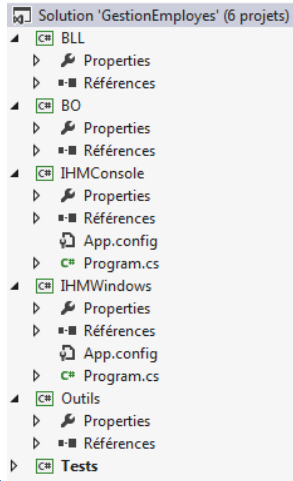 Solution 'GestionEmployes' (6 projets)
C# BLL
Properties
Références
C# BO
Properties
Références
C# IHMConsole
Properties
Références
App.config
C# Program.cs
C# IHMWindows
Properties
Références
App.config
C# Program.cs
C# Outils
Properties
Références
C# Tests